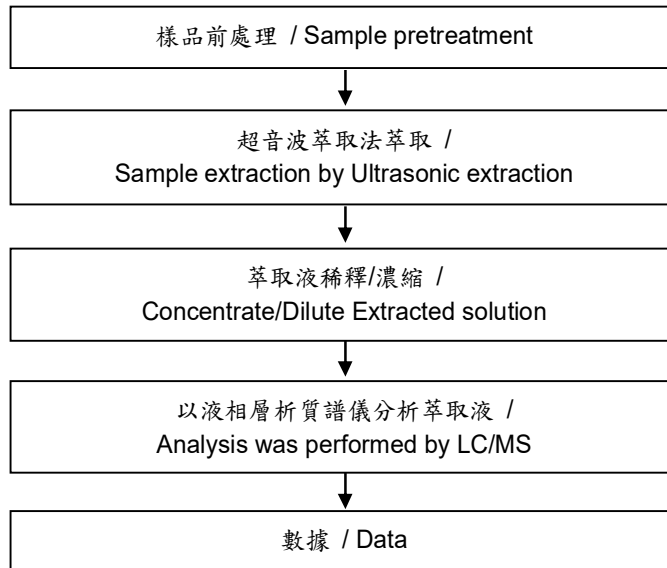 樣品前處理 / Sample pretreatment
超音波萃取法萃取 /
Sample extraction by Ultrasonic extraction
萃取液稀釋/濃縮 /
Concentrate/Dilute Extracted solution
以液相層析質譜儀分析萃取液 /
Analysis was performed by LC/MS
數據 / Data